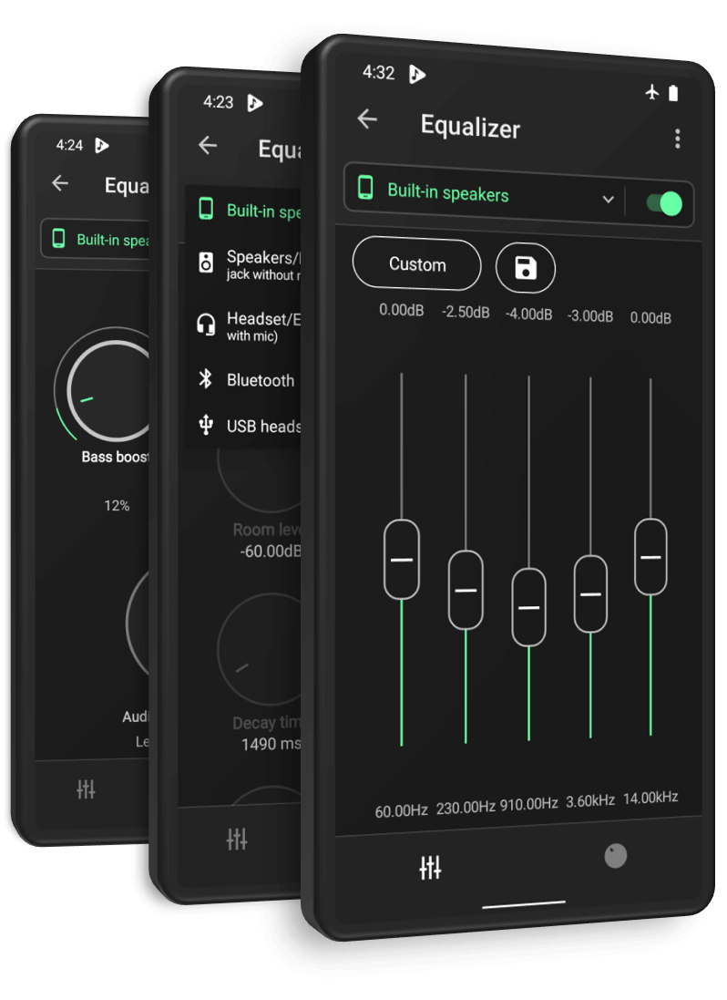 4:24
Equa
Built-in spea
Bass boost
12%
Audi
Le
4:23
Equa
Built-in spe
Speakers/
jack without
Headset/E
with mic)
Bluetooth
USB heads
Room leve
-60.00dB
Decay tim
1490 ms
4:32
Equalizer
Built-in speakers
Custom
0.00dB -2.50dB -4.00dB -3.00dB 0.00dB
60.00Hz 230.00Hz 910.00Hz 3.60kHz 14.00kHz